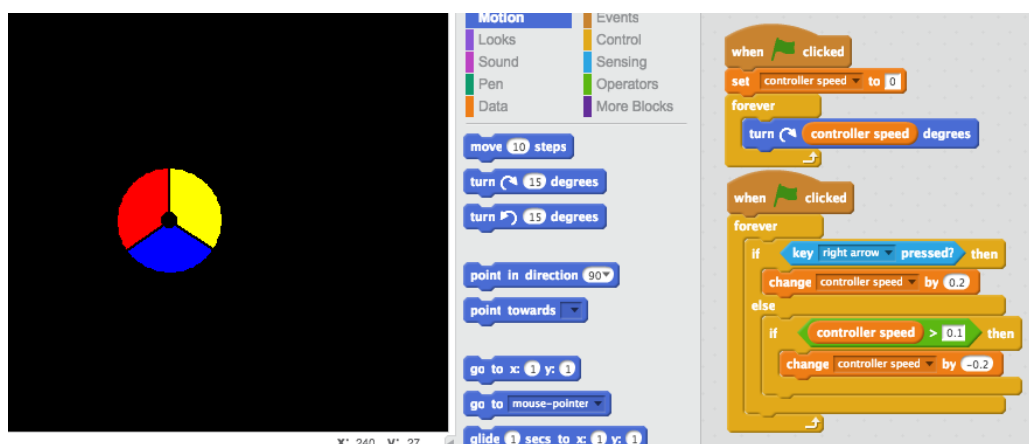 Motion Events
Looks Control
Sound Sensing
Pen Operators
Data More Blocks
move 10 steps
turn 15 degrees
turn 15 degrees
point in direction 90
point towards
go to x: 1 y: 1
go to mouse-pointer
glide 1 secs to x: 1 y: 1
X: 240 Y: 27
when clicked
set controller speed to 0
forever
turn controller speed degrees
when clicked
forever
if key right arrow pressed? then
change controller speed by 0.2
else
if controller speed > 0.1 then
change controller speed by -0.2